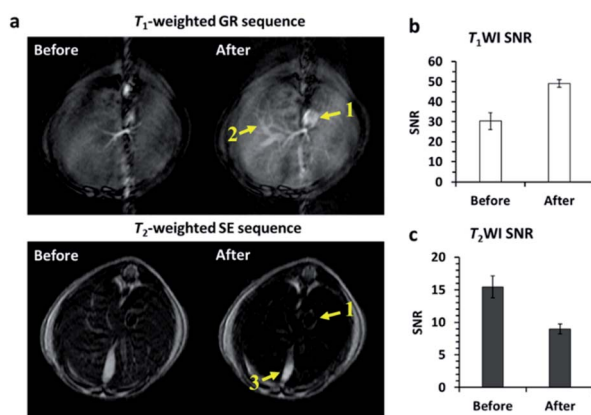 a
T1-weighted GR sequence
Before
After
1
2
T2-weighted SE sequence
Before
After
1
3
b
T1WI SNR
SNR
60
50
40
30
20
10
0
Before
After
c
T2WI SNR
SNR
20
15
10
5
0
Before
After